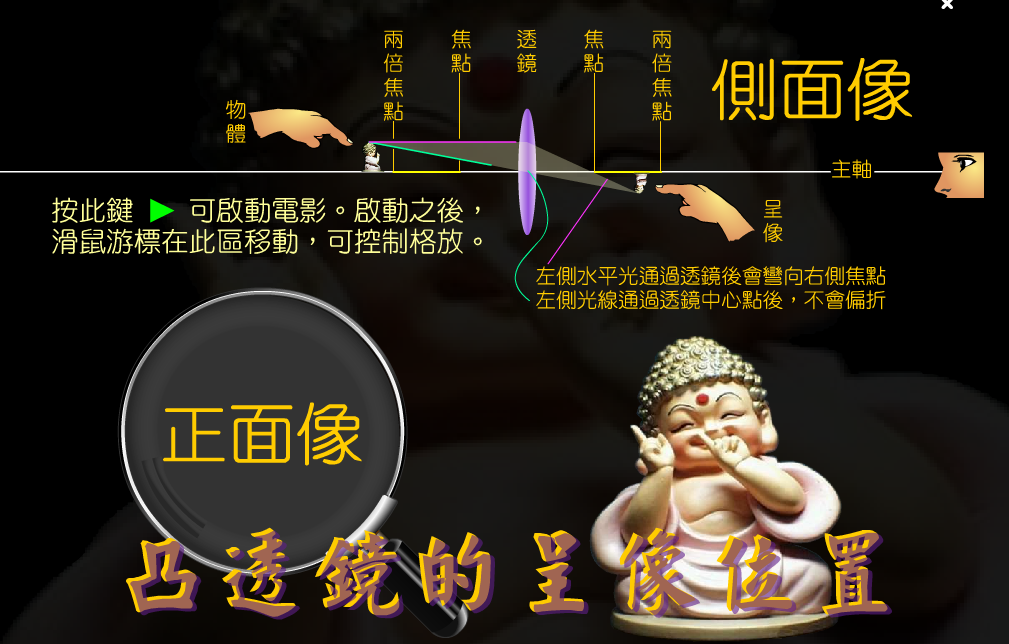 兩倍焦點
焦點
透鏡
焦點
兩倍焦點
側面像
物體
主軸
按此鍵 ▶ 可啟動電影。啟動之後，
滑鼠游標在此區移動，可控制格放。
呈像
左側水平光通過透鏡後會彎向右側焦點
左側光線通過透鏡中心點後，不會偏折
正面像
凸透鏡的呈像位置